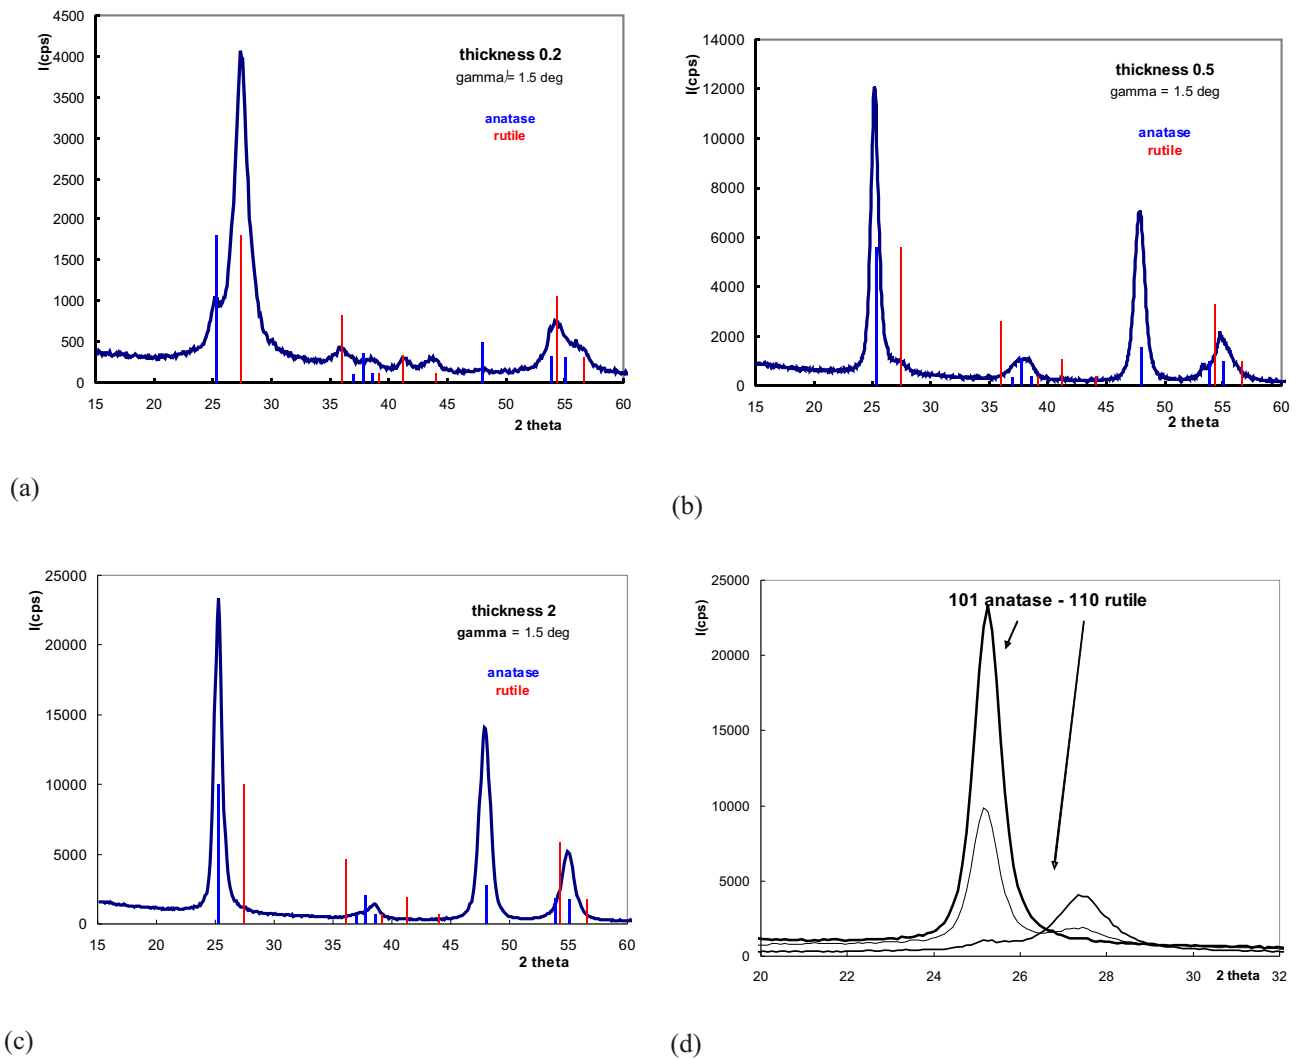 4500
4000
3500
3000
2500
2000
1500
1000
500
0
I(cps)
thickness 0.2
gamma = 1.5 deg
anatase
rutile
15 20 25 30 35 40 45 50 55 60
2 theta
(a)
14000
12000
10000
8000
6000
4000
2000
0
I(cps)
thickness 0.5
gamma = 1.5 deg
anatase
rutile
15 20 25 30 35 40 45 50 55 60
2 theta
(b)
25000
20000
15000
10000
5000
0
I(cps)
thickness 2
gamma = 1.5 deg
anatase
rutile
15 20 25 30 35 40 45 50 55 60
2 theta
(c)
25000
20000
15000
10000
5000
0
I(cps)
101 anatase - 110 rutile
20 22 24 26 28 30 2 theta 32
(d)